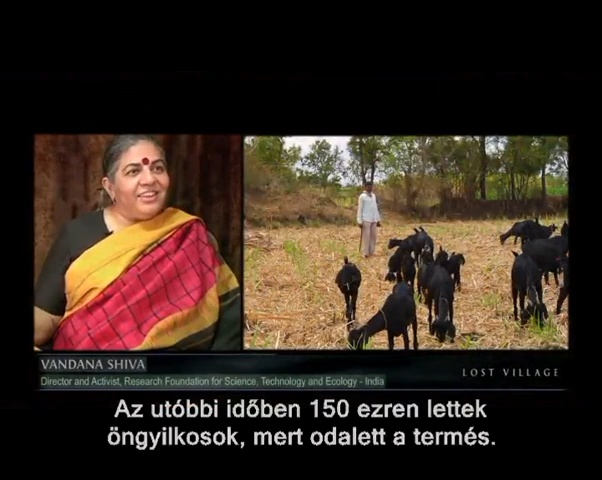 VANDANA SHIVA
Director and Activist, Research Foundation for Science, Technology and Ecology - India
LOST VILLAGE
Az utóbbi időben 150 ezren lettek
öngyilkosok, mert odalett a termés.